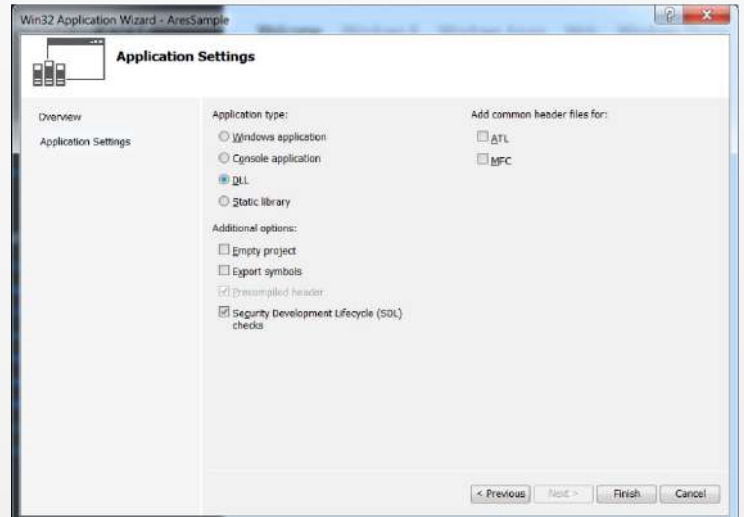 Win32 Application Wizard - AresSample
Application Settings
Overview
Application Settings
Application type:
Windows application
Console application
DLL
Static library
Additional options:
Empty project
Export symbols
Precompiled header
Security Development Lifecycle (SDL)
checks
Add common header files for:
ATL
MFC
< Previous
Next >
Finish
Cancel